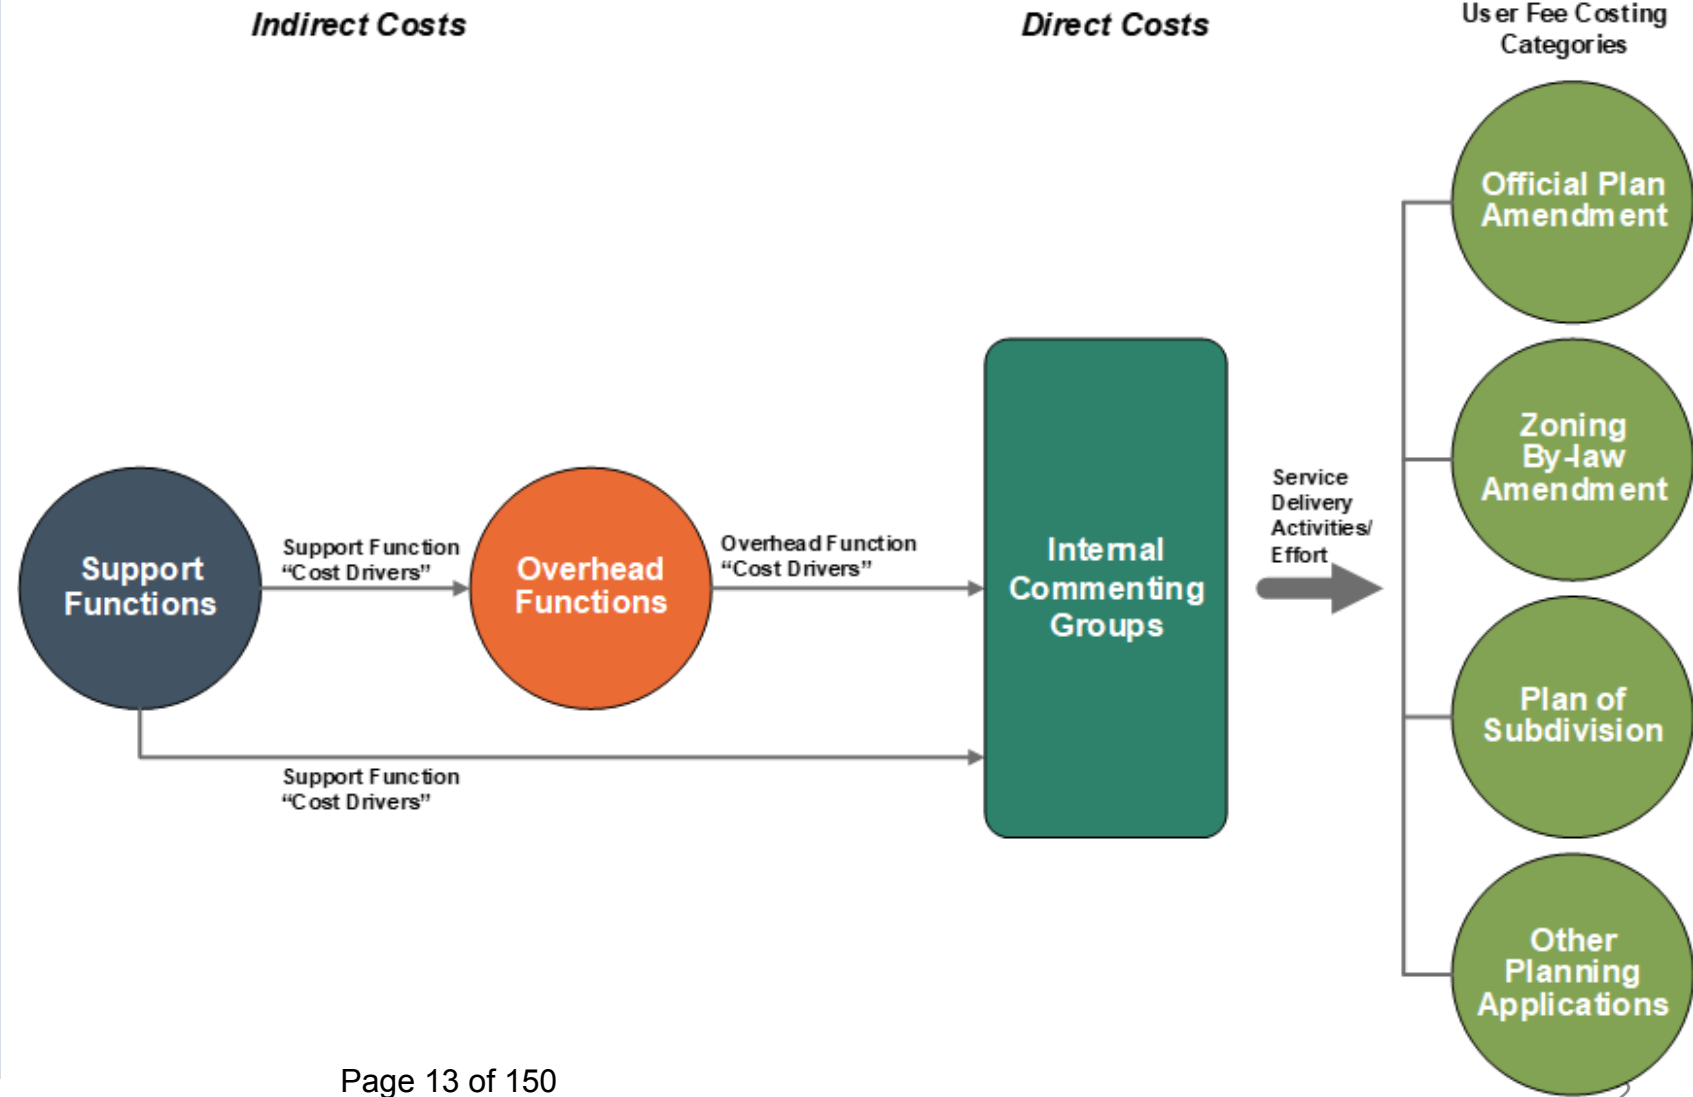 Indirect Costs
Direct Costs
User Fee Costing
Categories
Official Plan
Amendment
Zoning
By-law
Amendment
Service
Delivery
Activities/
Effort
Support Function
“Cost Drivers”
Overhead Function
“Cost Drivers”
Support
Functions
Overhead
Functions
Internal
Commenting
Groups
Plan of
Subdivision
Support Function
“Cost Drivers”
Other
Planning
Applications
Page 13 of 150